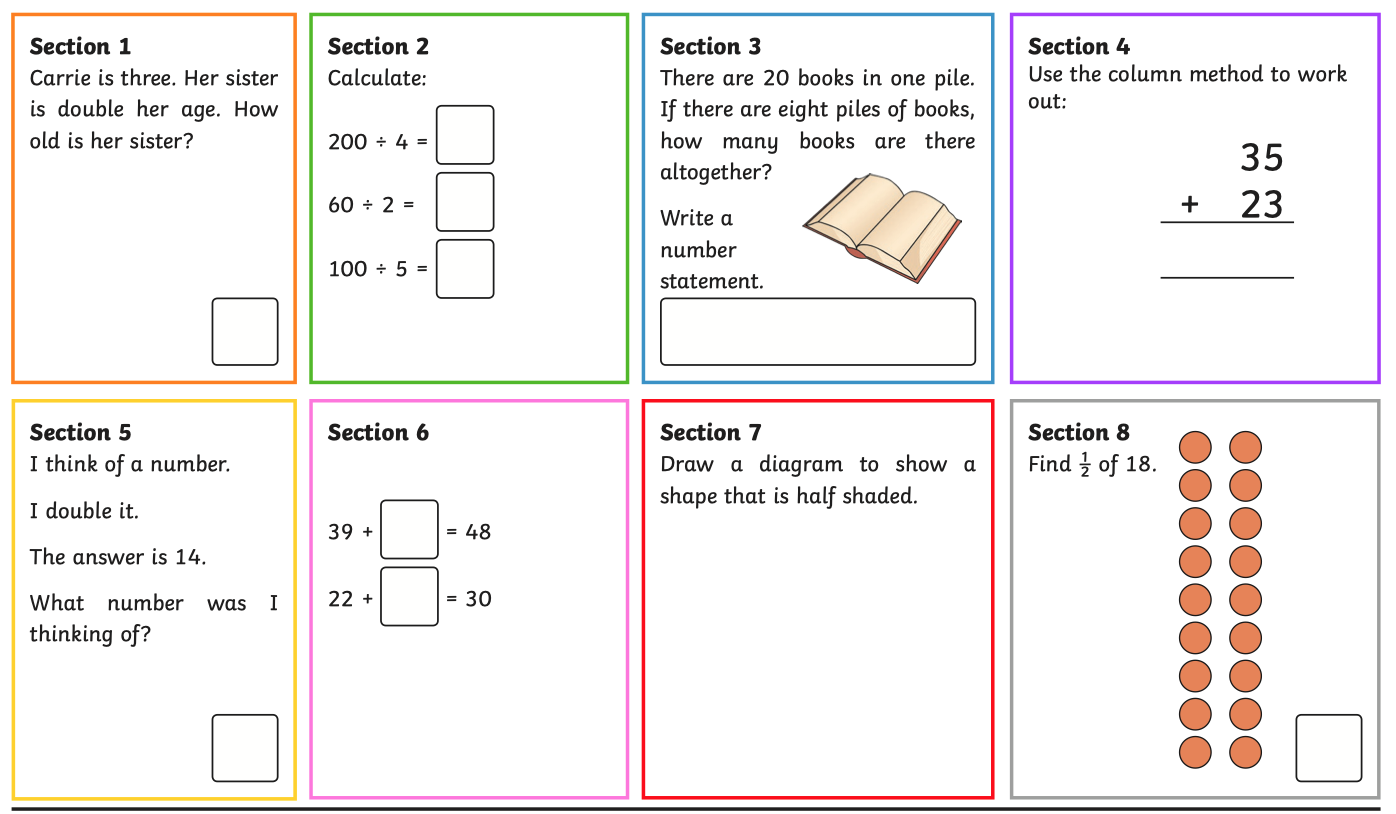 Section 1
Carrie is three. Her sister
is double her age. How
old is her sister?
Section 2
Calculate:
200 ÷ 4 =
60 ÷ 2 =
100 ÷ 5 =
Section 3
There are 20 books in one pile.
If there are eight piles of books,
how many books are there
altogether?
Write a
number
statement.
Section 4
Use the column method to work
out:
35
+ 23
Section 5
I think of a number.
I double it.
The answer is 14.
What number was I
thinking of?
Section 6
39 + = 48
22 + = 30
Section 7
Draw a diagram to show a
shape that is half shaded.
Section 8
Find 1/2 of 18.